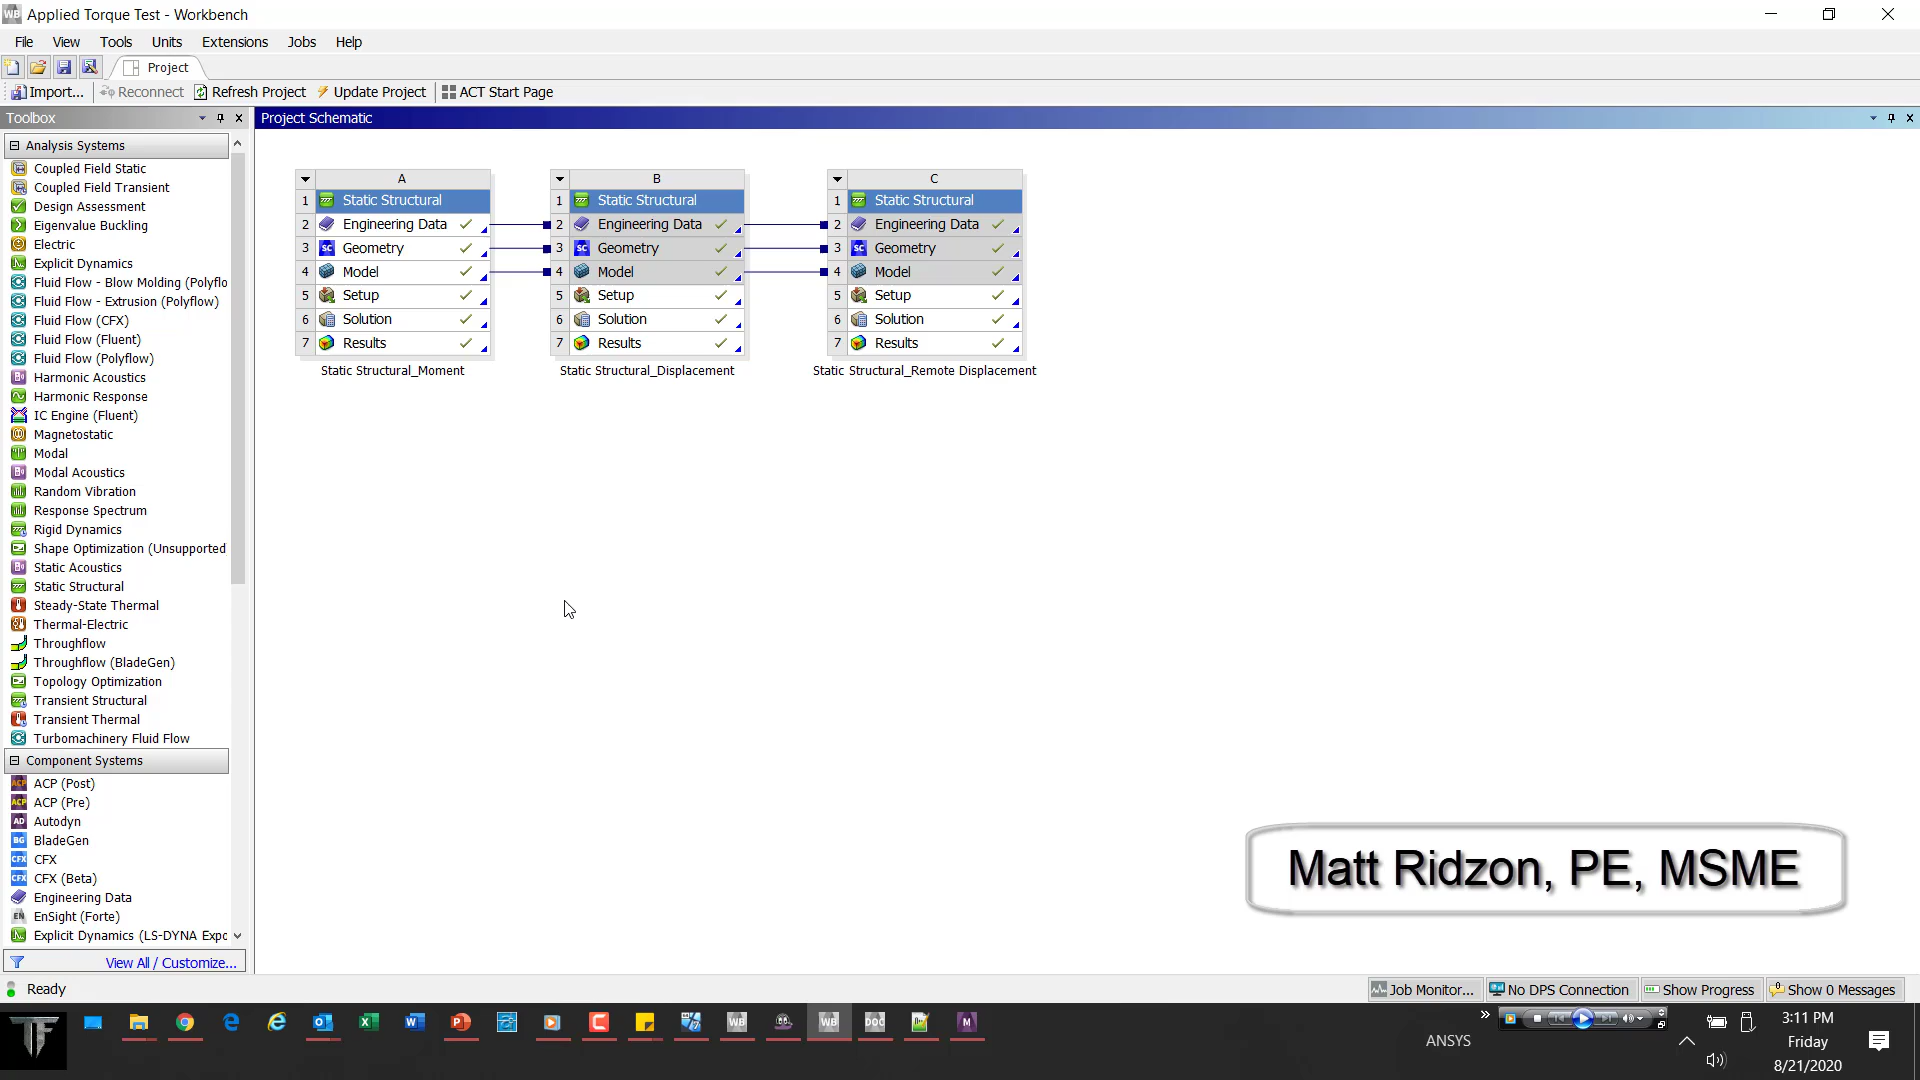 Applied Torque Test - Workbench
File View Tools Units Extensions Jobs Help
Project
Import... Reconnect Refresh Project Update Project ACT Start Page
Toolbox
Project Schematic
Analysis Systems
Coupled Field Static
Coupled Field Transient
Design Assessment
Eigenvalue Buckling
Electric
Explicit Dynamics
Fluid Flow - Blow Molding (Polyflo
Fluid Flow - Extrusion (Polyflow)
Fluid Flow (CFX)
Fluid Flow (Fluent)
Fluid Flow (Polyflow)
Harmonic Acoustics
Harmonic Response
IC Engine (Fluent)
Magnetostatic
Modal
Modal Acoustics
Random Vibration
Response Spectrum
Rigid Dynamics
Shape Optimization (Unsupported
Static Acoustics
Static Structural
Steady-State Thermal
Thermal-Electric
Throughflow
Throughflow (BladeGen)
Topology Optimization
Transient Structural
Transient Thermal
Turbomachinery Fluid Flow
Component Systems
ACP (Post)
ACP (Pre)
Autodyn
BladeGen
CFX
CFX (Beta)
Engineering Data
EnSight (Forte)
Explicit Dynamics (LS-DYNA Expo
View All / Customize...
A
1 Static Structural
2 Engineering Data
3 Geometry
4 Model
5 Setup
6 Solution
7 Results
Static Structural_Moment
B
1 Static Structural
2 Engineering Data
3 Geometry
4 Model
5 Setup
6 Solution
7 Results
Static Structural_Displacement
C
1 Static Structural
2 Engineering Data
3 Geometry
4 Model
5 Setup
6 Solution
7 Results
Static Structural_Remote Displacement
Matt Ridzon, PE, MSME
Ready
Job Monitor... No DPS Connection Show Progress Show 0 Messages
ANSYS
3:11 PM
Friday
8/21/2020